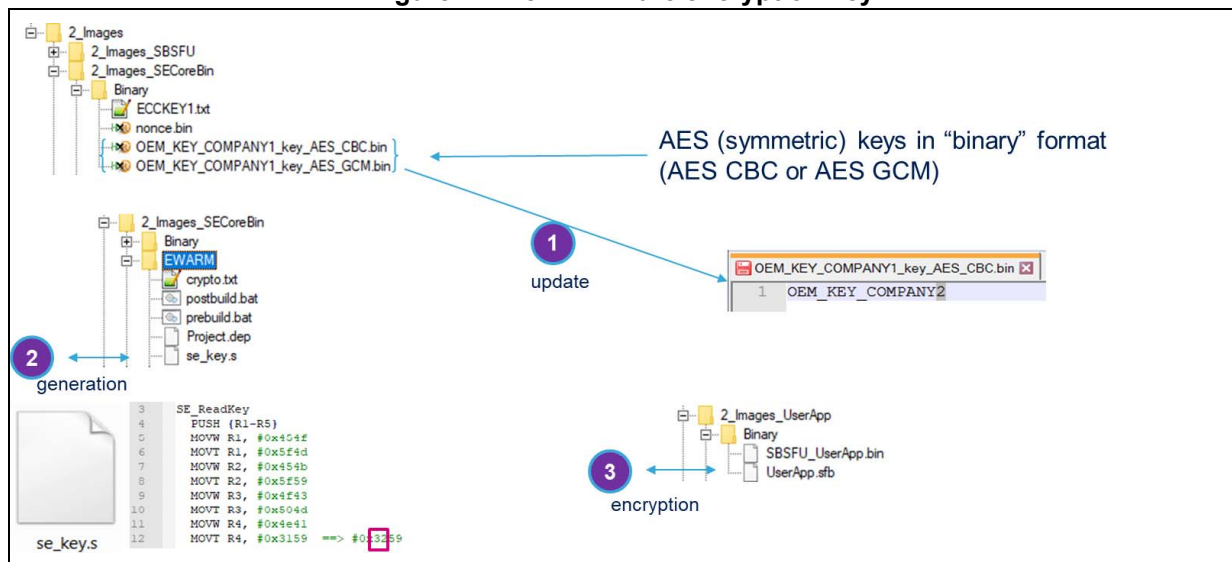 2_Images
2_Images_SBSFU
2_Images_SECoreBin
Binary
ECCKEY1.txt
nonce.bin
OEM_KEY_COMPANY1_key_AES_CBC.bin
OEM_KEY_COMPANY1_key_AES_GCM.bin
AES (symmetric) keys in “binary” format
(AES CBC or AES GCM)
1
update
OEM_KEY_COMPANY1_key_AES_CBC.bin
1 OEM_KEY_COMPANY2
2_Images_SECoreBin
Binary
EWARM
crypto.txt
postbuild.bat
prebuild.bat
Project.dep
se_key.s
2
generation
se_key.s
3 SE_ReadKey
4 PUSH {R1-R5}
5 MOVW R1, #0x454f
6 MOVT R1, #0x5f4d
7 MOVW R2, #0x454b
8 MOVT R2, #0x5f59
9 MOVW R3, #0x4f43
10 MOVT R3, #0x504d
11 MOVW R4, #0x4e41
12 MOVT R4, #0x3159 ==> #0x3259
2_Images_UserApp
Binary
SBSFU_UserApp.bin
UserApp.sfb
3
encryption